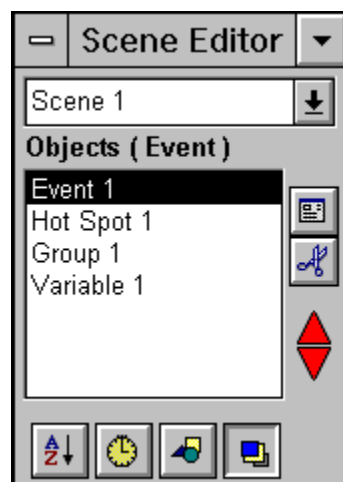 Scene Editor
Scene 1
Objects ( Event )
Event 1
Hot Spot 1
Group 1
Variable 1
A
Z